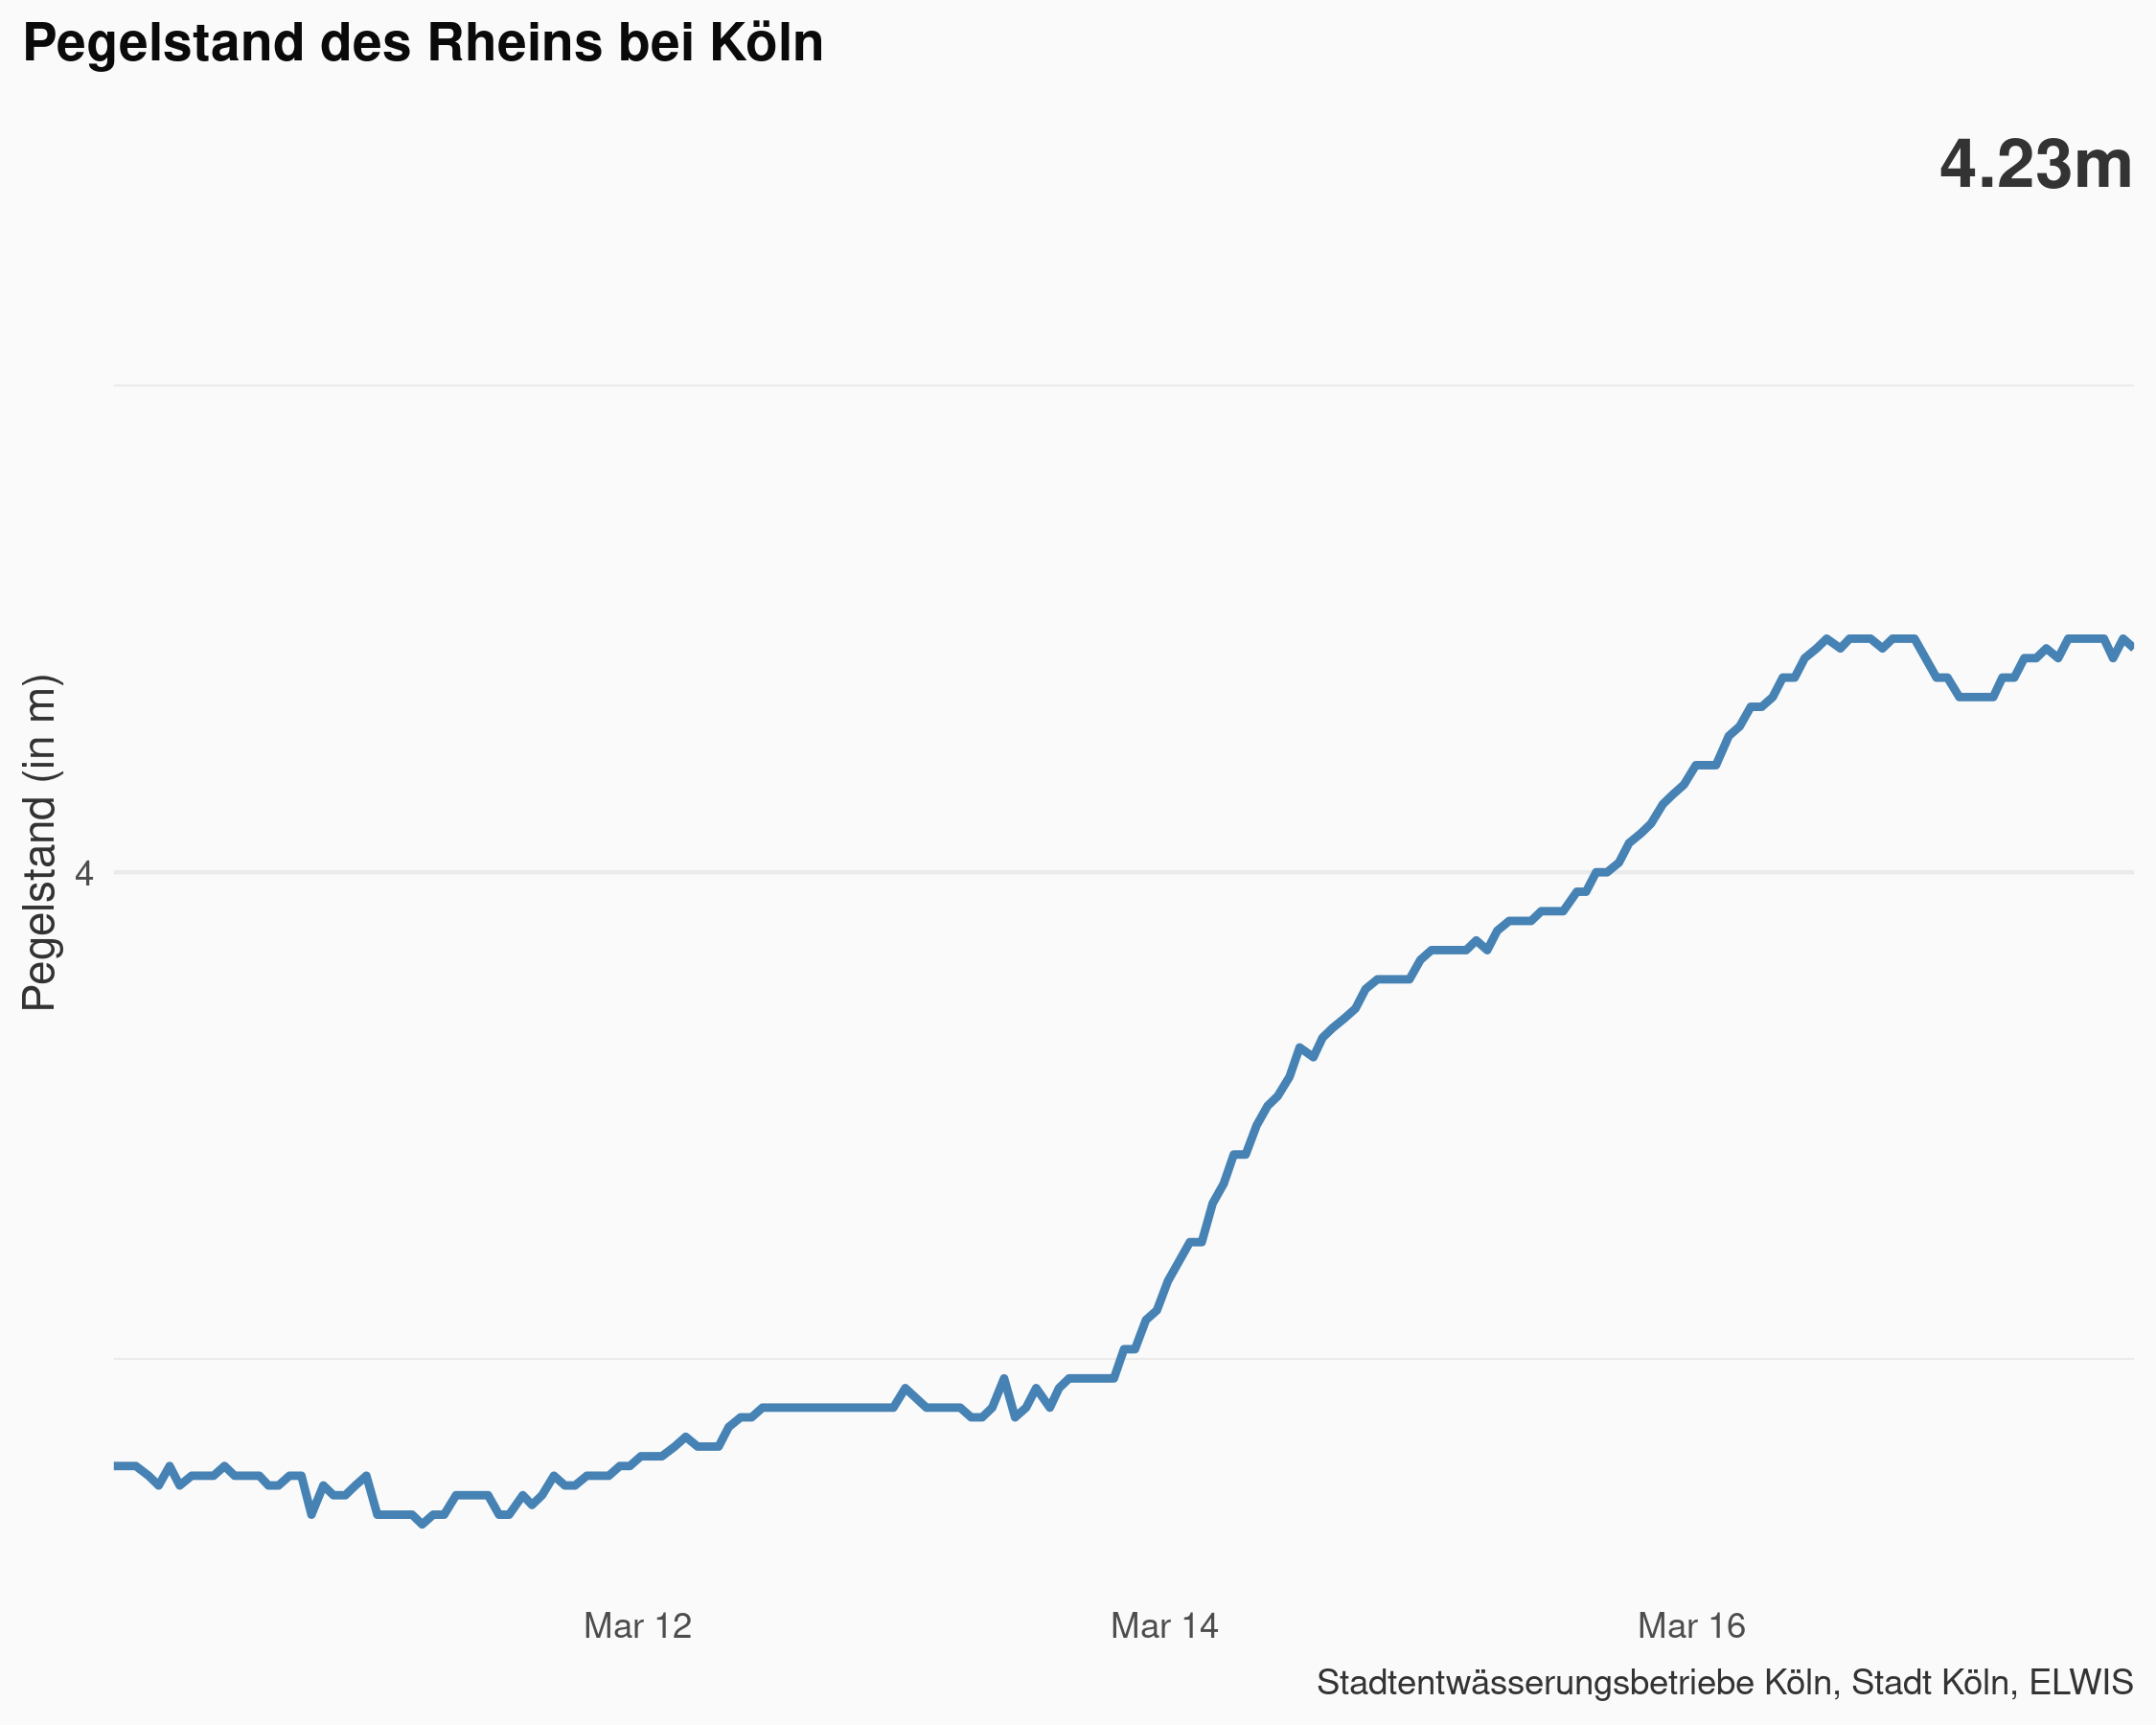 Pegelstand des Rheins bei Köln
4.23m
Pegelstand (in m)
4
Mar 12
Mar 14
Mar 16
Stadtentwässerungsbetriebe Köln, Stadt Köln, ELWIS